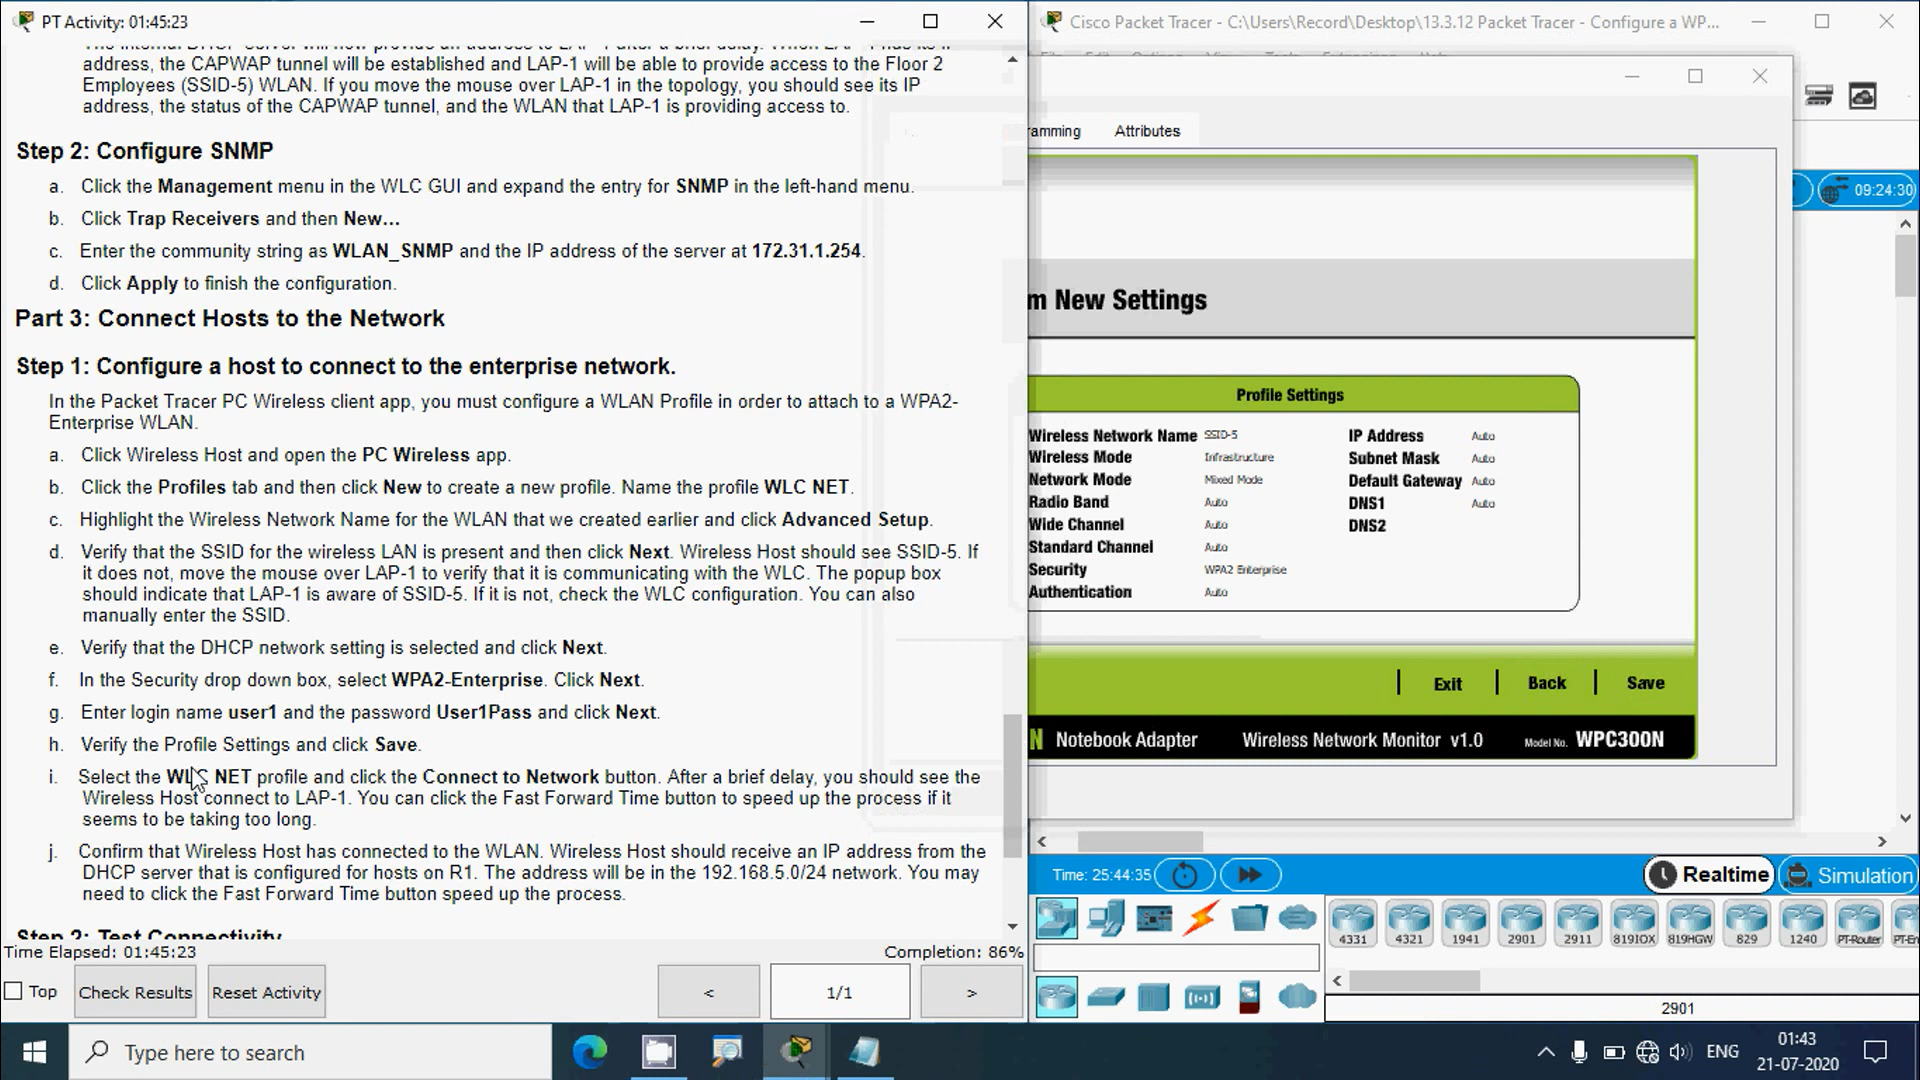 PT Activity: 01:45:23
address, the CAPWAP tunnel will be established and LAP-1 will be able to provide access to the Floor 2
Employees (SSID-5) WLAN. If you move the mouse over LAP-1 in the topology, you should see its IP
address, the status of the CAPWAP tunnel, and the WLAN that LAP-1 is providing access to.
Step 2: Configure SNMP
a. Click the Management menu in the WLC GUI and expand the entry for SNMP in the left-hand menu.
b. Click Trap Receivers and then New...
c. Enter the community string as WLAN_SNMP and the IP address of the server at 172.31.1.254.
d. Click Apply to finish the configuration.
Part 3: Connect Hosts to the Network
Step 1: Configure a host to connect to the enterprise network.
In the Packet Tracer PC Wireless client app, you must configure a WLAN Profile in order to attach to a WPA2-
Enterprise WLAN.
a. Click Wireless Host and open the PC Wireless app.
b. Click the Profiles tab and then click New to create a new profile. Name the profile WLC NET.
c. Highlight the Wireless Network Name for the WLAN that we created earlier and click Advanced Setup.
d. Verify that the SSID for the wireless LAN is present and then click Next. Wireless Host should see SSID-5. If
it does not, move the mouse over LAP-1 to verify that it is communicating with the WLC. The popup box
should indicate that LAP-1 is aware of SSID-5. If it is not, check the WLC configuration. You can also
manually enter the SSID.
e. Verify that the DHCP network setting is selected and click Next.
f. In the Security drop down box, select WPA2-Enterprise. Click Next.
g. Enter login name user1 and the password User1Pass and click Next.
h. Verify the Profile Settings and click Save.
i. Select the WLC NET profile and click the Connect to Network button. After a brief delay, you should see the
Wireless Host connect to LAP-1. You can click the Fast Forward Time button to speed up the process if it
seems to be taking too long.
j. Confirm that Wireless Host has connected to the WLAN. Wireless Host should receive an IP address from the
DHCP server that is configured for hosts on R1. The address will be in the 192.168.5.0/24 network. You may
need to click the Fast Forward Time button speed up the process.
Step 2: Test Connectivity
Time Elapsed: 01:45:23
Completion: 86%
Top
Check Results
Reset Activity
<
1/1
>
Cisco Packet Tracer - C:\Users\Record\Desktop\13.3.12 Packet Tracer - Configure a WP...
ramming
Attributes
09:24:30
m New Settings
Profile Settings
Wireless Network Name SSID-5
Wireless Mode Infrastructure
Network Mode Mixed Mode
Radio Band Auto
Wide Channel Auto
Standard Channel Auto
Security WPA2 Enterprise
Authentication Auto
IP Address Auto
Subnet Mask Auto
Default Gateway Auto
DNS1 Auto
DNS2
Exit
Back
Save
N Notebook Adapter Wireless Network Monitor v1.0 Model No. WPC300N
Time: 25:44:35
Realtime
Simulation
4331
4321
1941
2901
2911
819IOX
819HGW
829
1240
PT-Router
PT-En
2901
Type here to search
ENG
01:43
21-07-2020